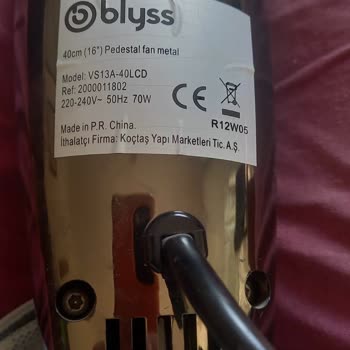 blyss
40cm (16") Pedestal fan metal
Model: VS13A-40LCD
Ref: 2000011802
220-240V~ 50Hz 70W
CE
R12W05
Made in P.R. China.
İthalatçı Firma: Koçtaş Yapı Marketleri Tic. A.Ş.